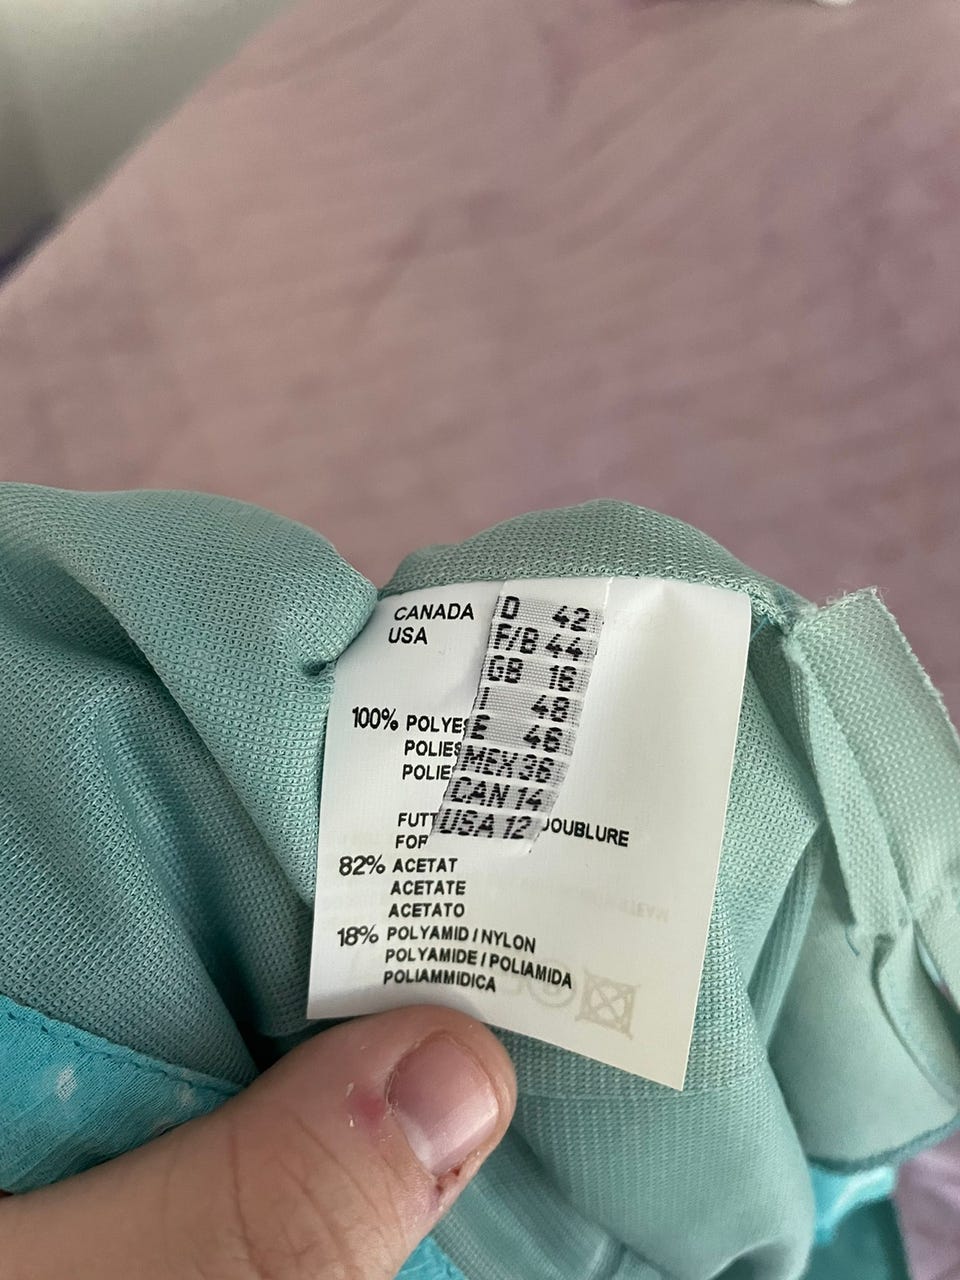 CANADA
USA
D 42
F/B 44
GB 16
I 48
E 46
MEX 36
CAN 14
USA 12
100% POLYES
POLIES
POLIE
FUTT DOUBLURE
FOR
82% ACETAT
ACETATE
ACETATO
18% POLYAMID / NYLON
POLYAMIDE / POLIAMIDA
POLIAMMIDICA